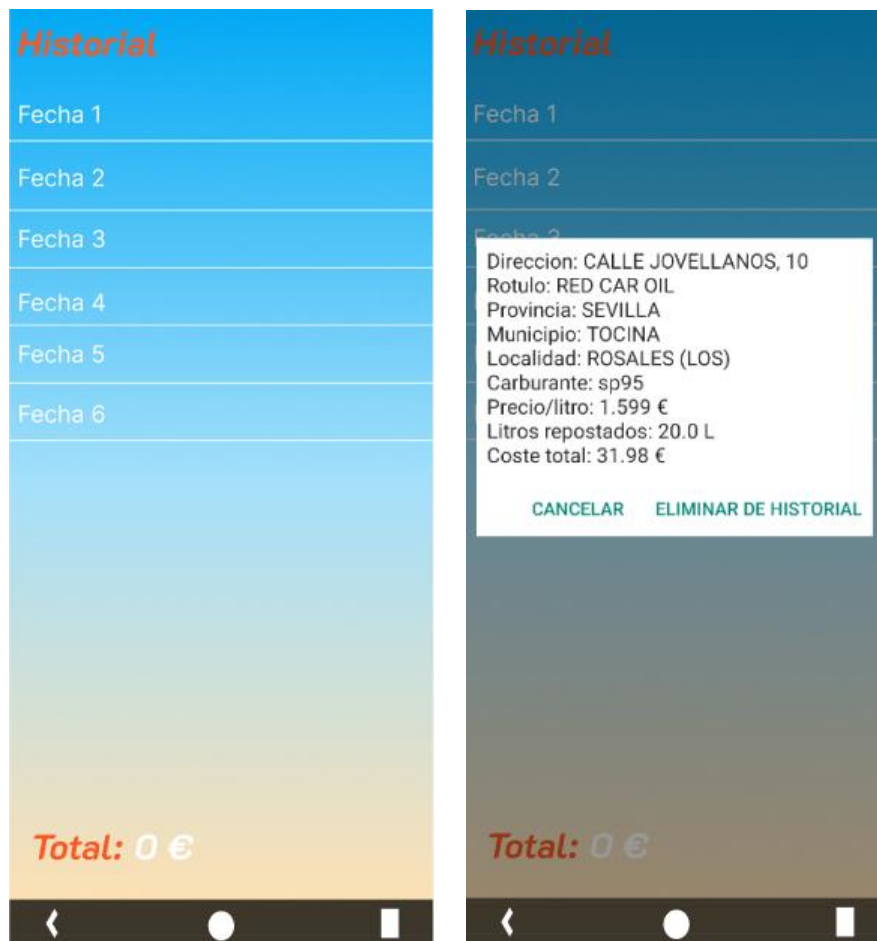 Historial
Fecha 1
Fecha 2
Fecha 3
Fecha 4
Fecha 5
Fecha 6
Total: 0 €
Historial
Fecha 1
Fecha 2
Fecha 3
Direccion: CALLE JOVELLANOS, 10
Rotulo: RED CAR OIL
Provincia: SEVILLA
Municipio: TOCINA
Localidad: ROSALES (LOS)
Carburante: sp95
Precio/litro: 1.599 €
Litros repostados: 20.0 L
Coste total: 31.98 €
CANCELAR ELIMINAR DE HISTORIAL
Total: 0 €